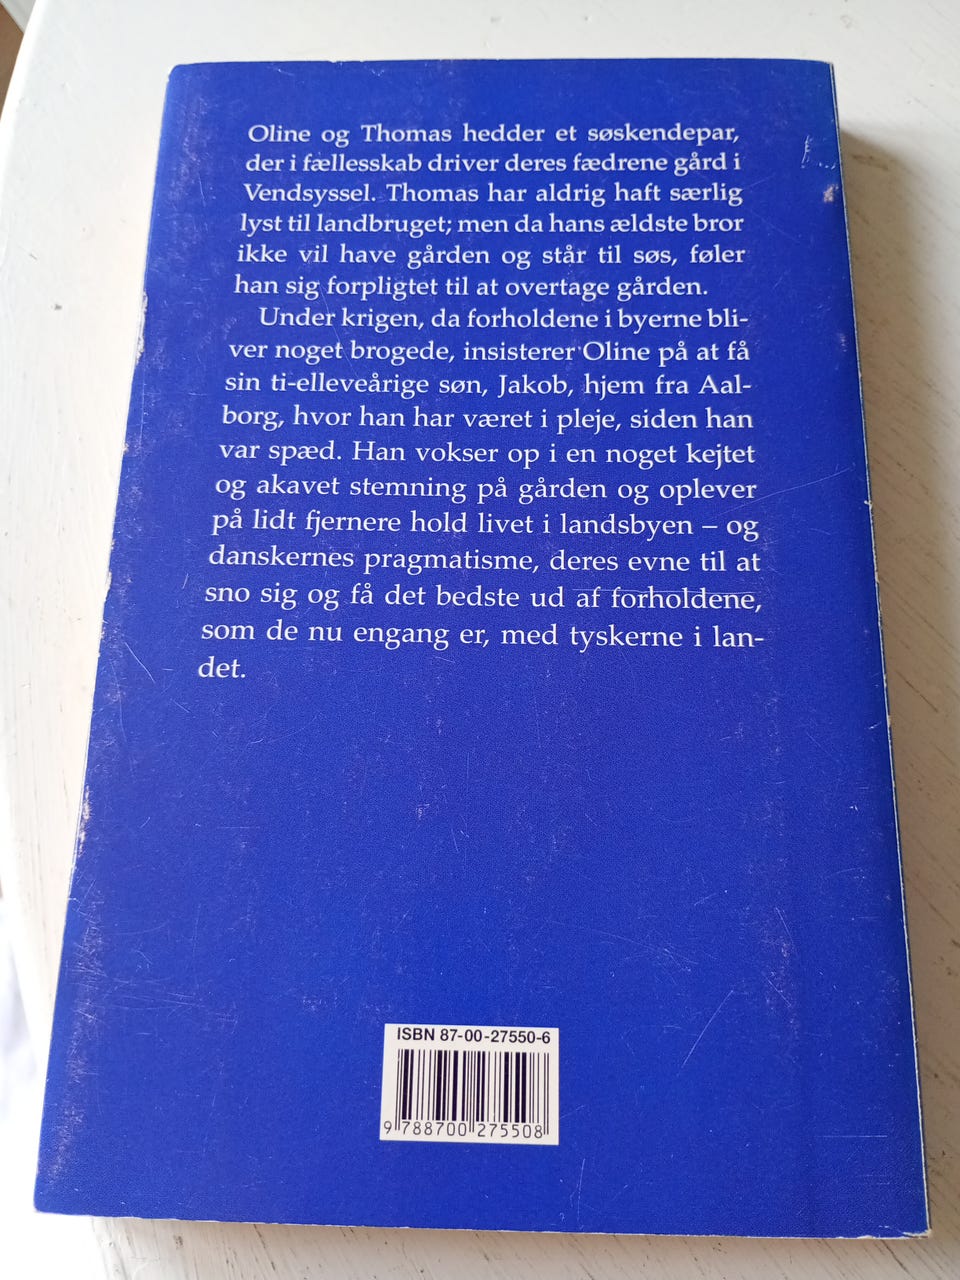 Oline og Thomas hedder et søskendepar,
der i fællesskab driver deres fædrene gård i
Vendsyssel. Thomas har aldrig haft særlig
lyst til landbruget; men da hans ældste bror
ikke vil have gården og står til søs, føler
han sig forpligtet til at overtage gården.
Under krigen, da forholdene i byerne bli-
ver noget brogede, insisterer Oline på at få
sin ti-elleveårige søn, Jakob, hjem fra Aal-
borg, hvor han har været i pleje, siden han
var spæd. Han vokser op i en noget kejtet
og akavet stemning på gården og oplever
på lidt fjernere hold livet i landsbyen – og
danskernes pragmatisme, deres evne til at
sno sig og få det bedste ud af forholdene,
som de nu engang er, med tyskerne i lan-
det.
ISBN 87-00-27550-6
9 788700 275508